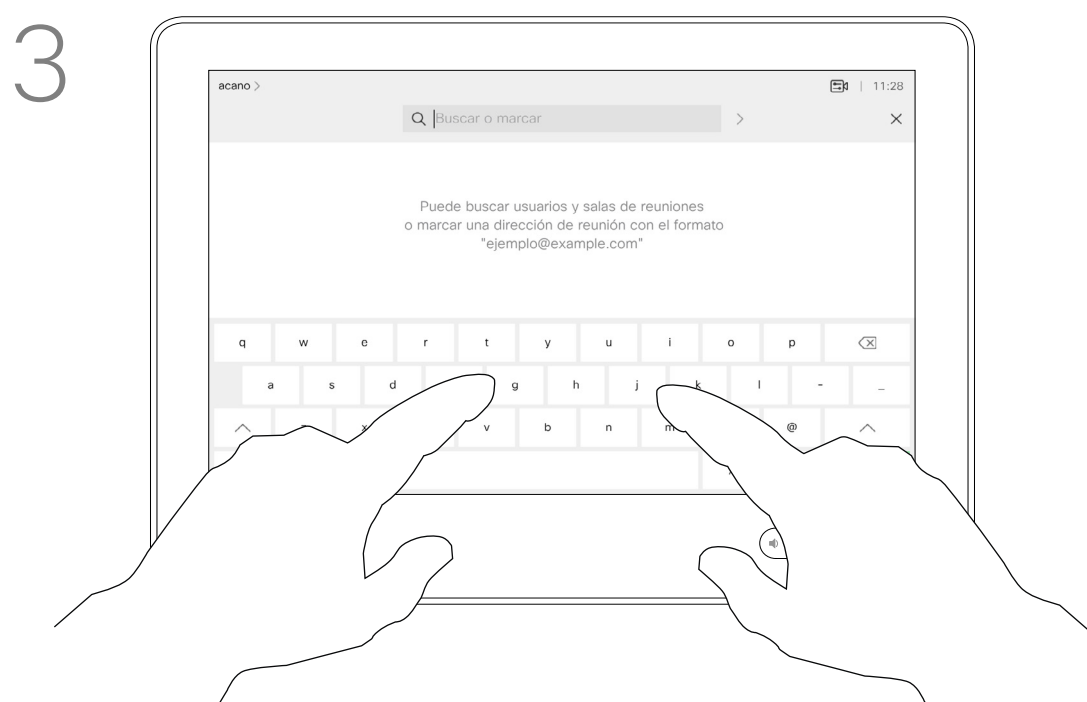 3
acano >
| 11:28
Buscar o marcar
Puede buscar usuarios y salas de reuniones
o marcar una dirección de reunión con el formato
"ejemplo@example.com"
q w e r t y u i o p
a s d g h j k l - _
x v b n m @